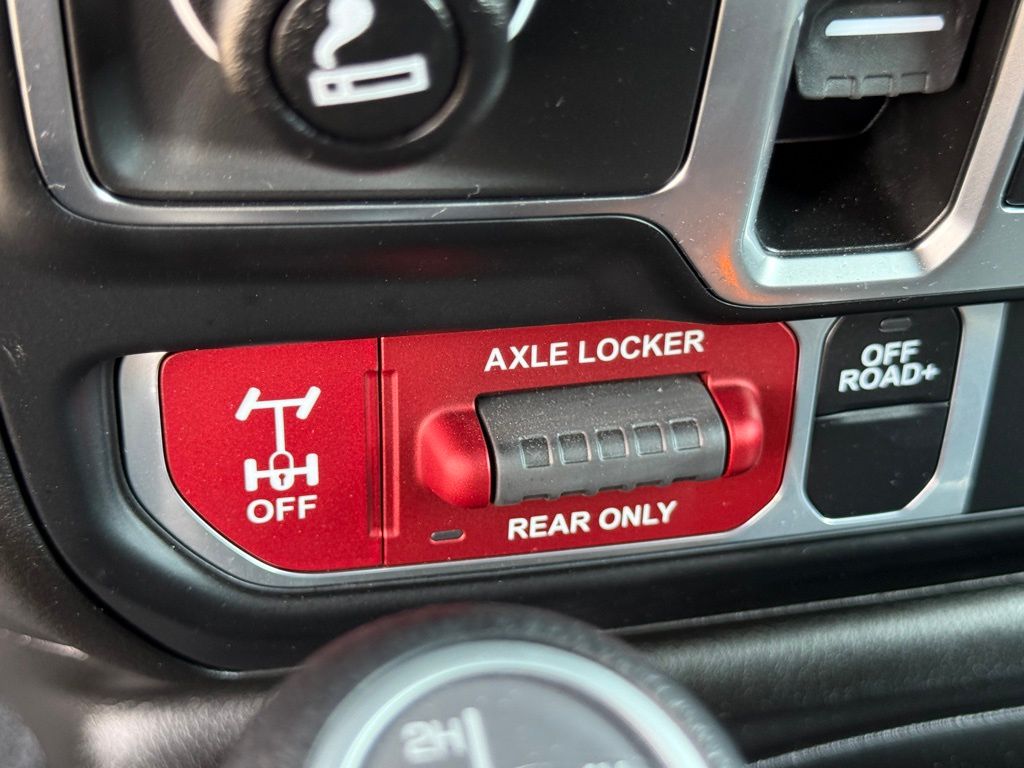 AXLE LOCKER
OFF
REAR ONLY
OFF
ROAD+
2H